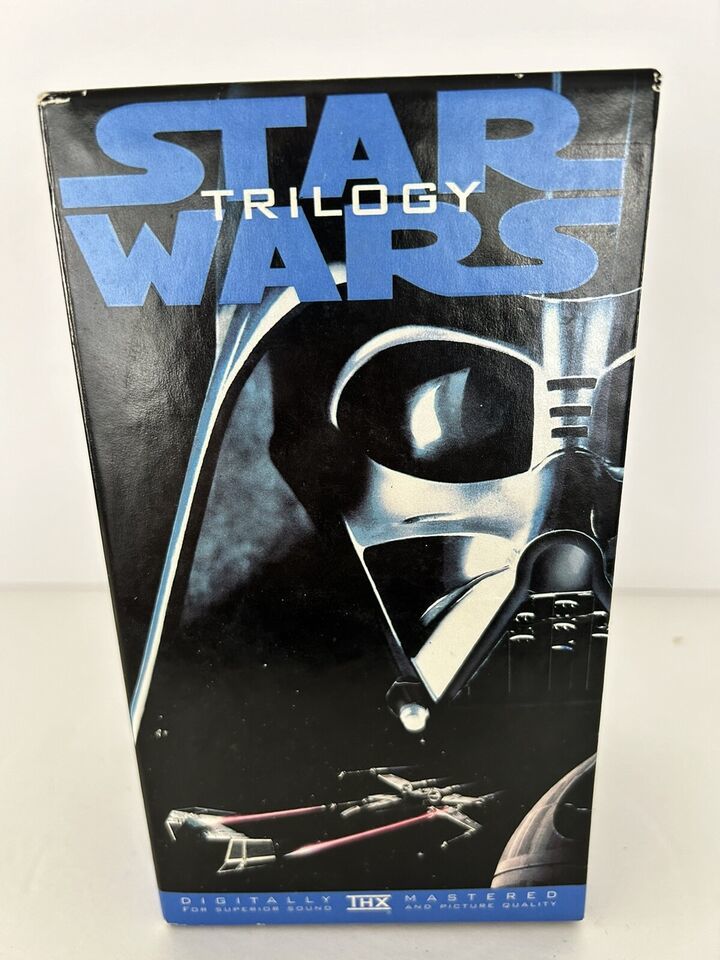 STAR
TRILOGY
WARS
DIGITALLY THX MASTERED
FOR SUPERIOR SOUND AND PICTURE QUALITY